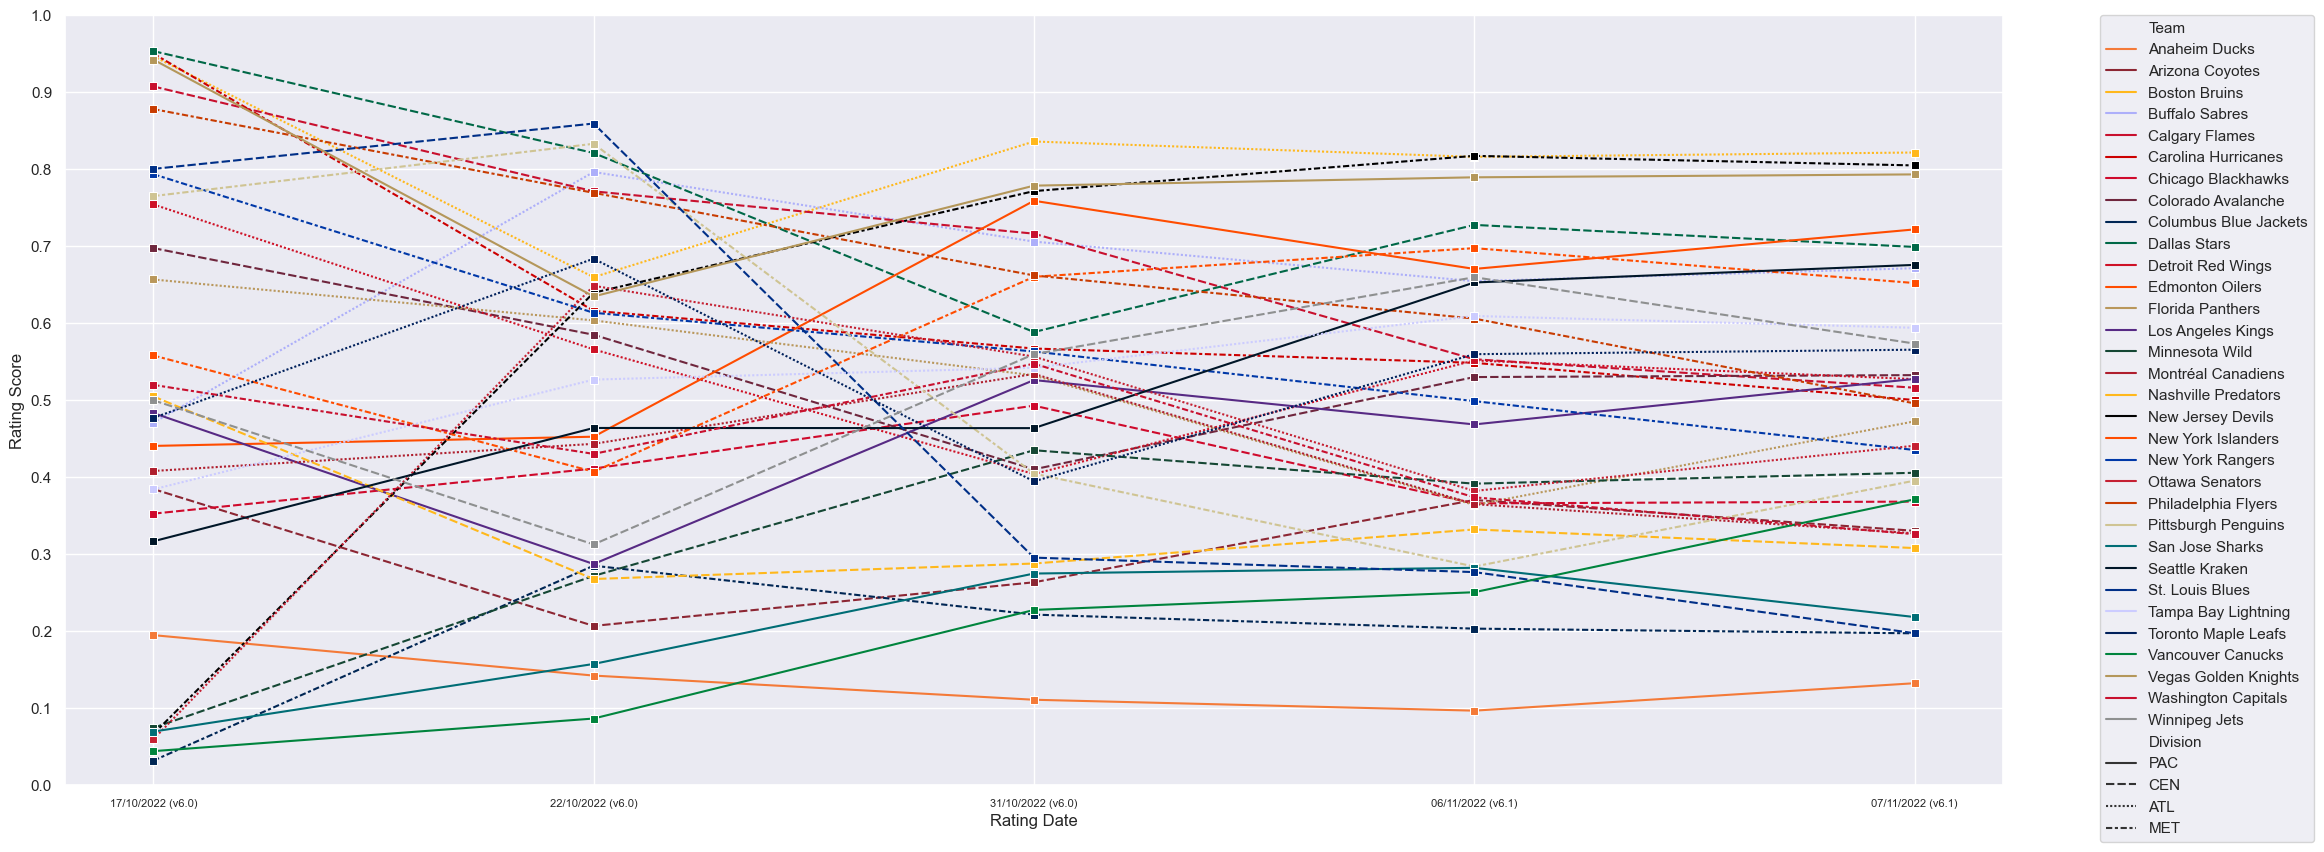 1.0
0.9
0.8
0.7
0.6
0.5
0.4
0.3
0.2
0.1
0.0
Rating Score
17/10/2022 (v6.0)
22/10/2022 (v6.0)
31/10/2022 (v6.0)
06/11/2022 (v6.1)
07/11/2022 (v6.1)
Rating Date
Team
Anaheim Ducks
Arizona Coyotes
Boston Bruins
Buffalo Sabres
Calgary Flames
Carolina Hurricanes
Chicago Blackhawks
Colorado Avalanche
Columbus Blue Jackets
Dallas Stars
Detroit Red Wings
Edmonton Oilers
Florida Panthers
Los Angeles Kings
Minnesota Wild
Montréal Canadiens
Nashville Predators
New Jersey Devils
New York Islanders
New York Rangers
Ottawa Senators
Philadelphia Flyers
Pittsburgh Penguins
San Jose Sharks
Seattle Kraken
St. Louis Blues
Tampa Bay Lightning
Toronto Maple Leafs
Vancouver Canucks
Vegas Golden Knights
Washington Capitals
Winnipeg Jets
Division
PAC
CEN
ATL
MET